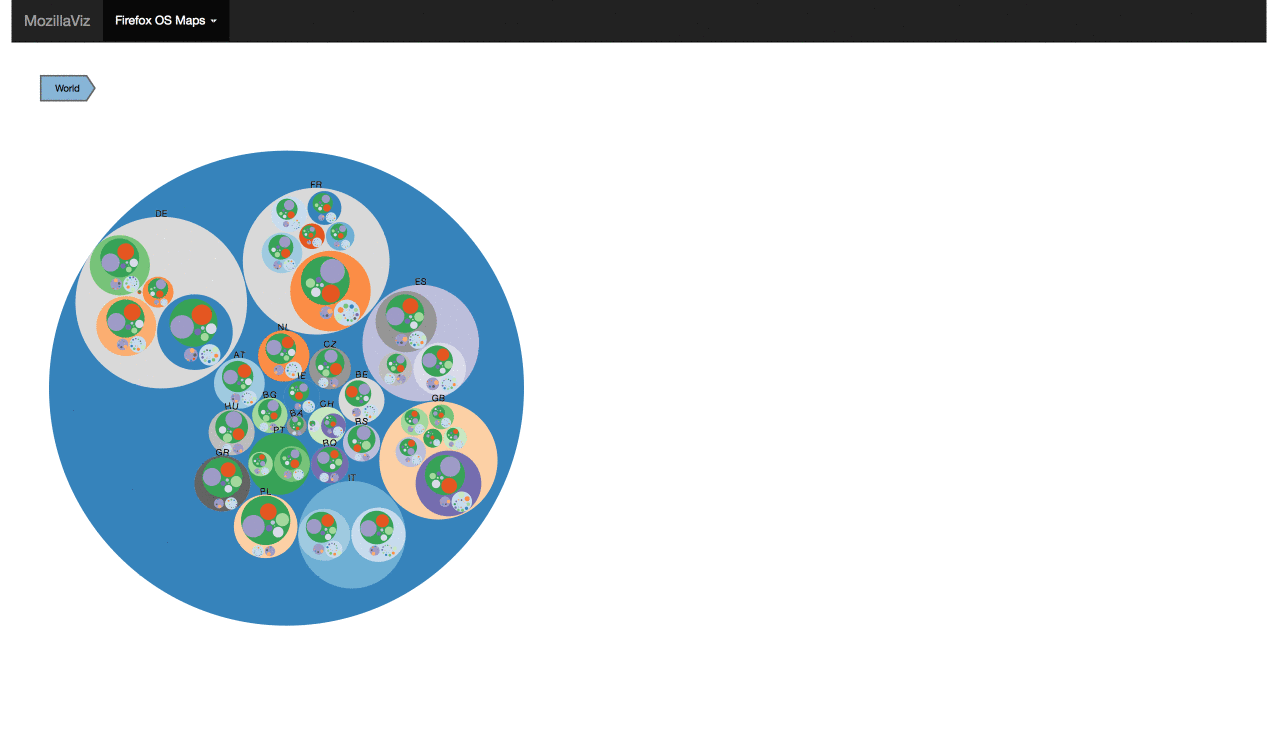 MozillaViz
Firefox OS Maps
World
FR
DE
ES
NL
CZ
AT
BE
IE
BG
GB
CH
HU
BA
RS
PT
RO
GR
IT
PL